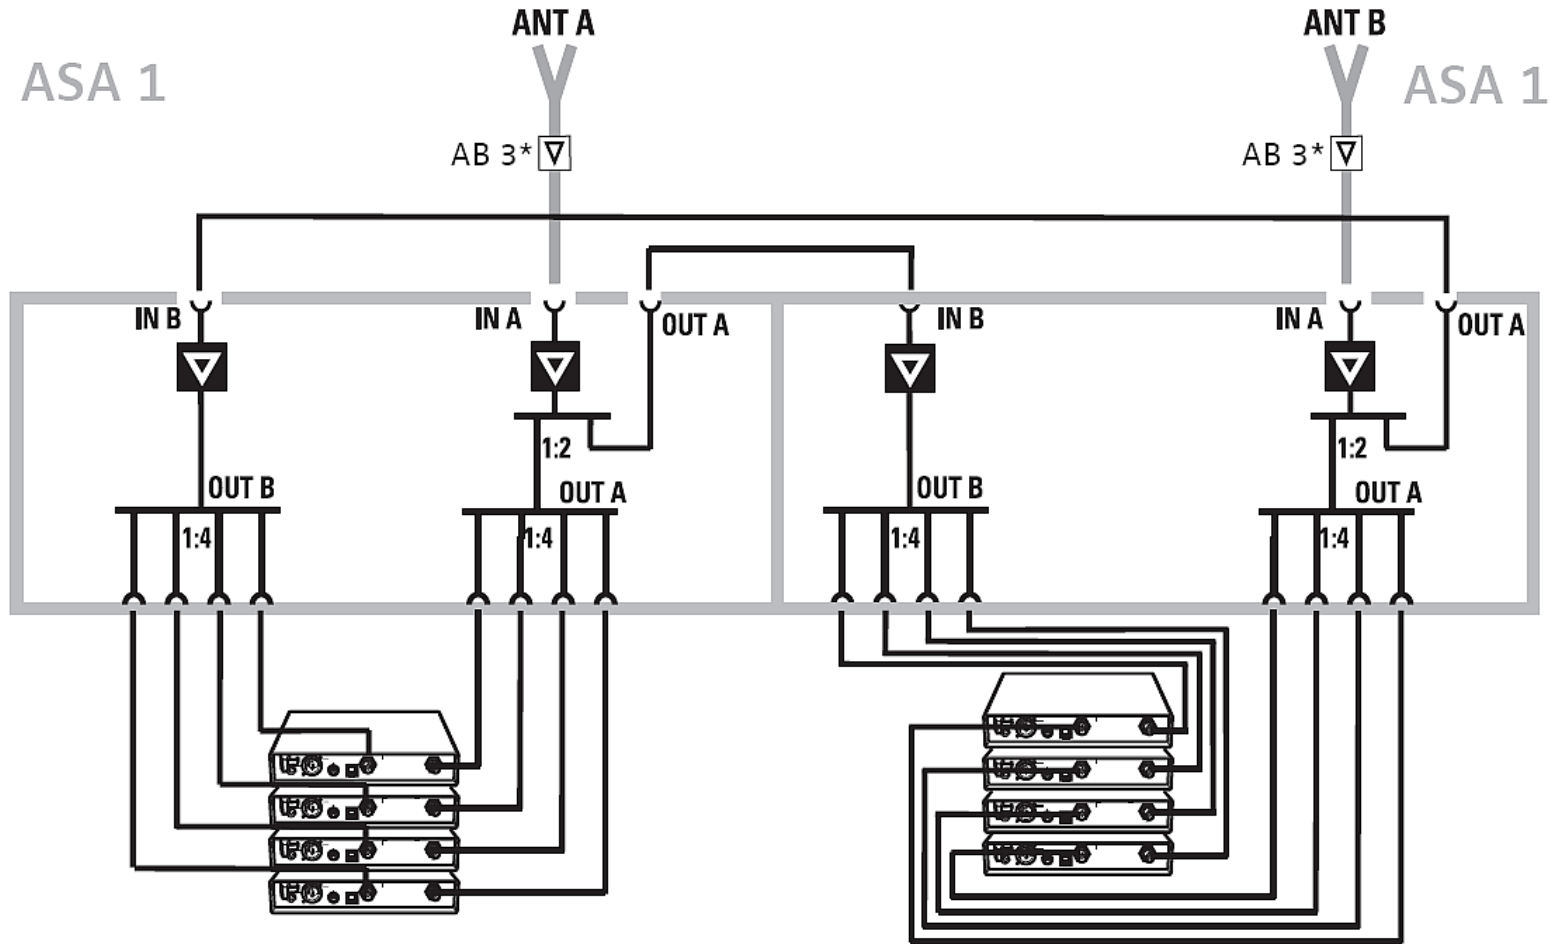 ANT A
ANT B
ASA 1
ASA 1
AB 3*
AB 3*
IN B
IN A
OUT A
IN B
IN A
OUT A
1:2
1:2
OUT B
OUT A
OUT B
OUT A
1:4
1:4
1:4
1:4